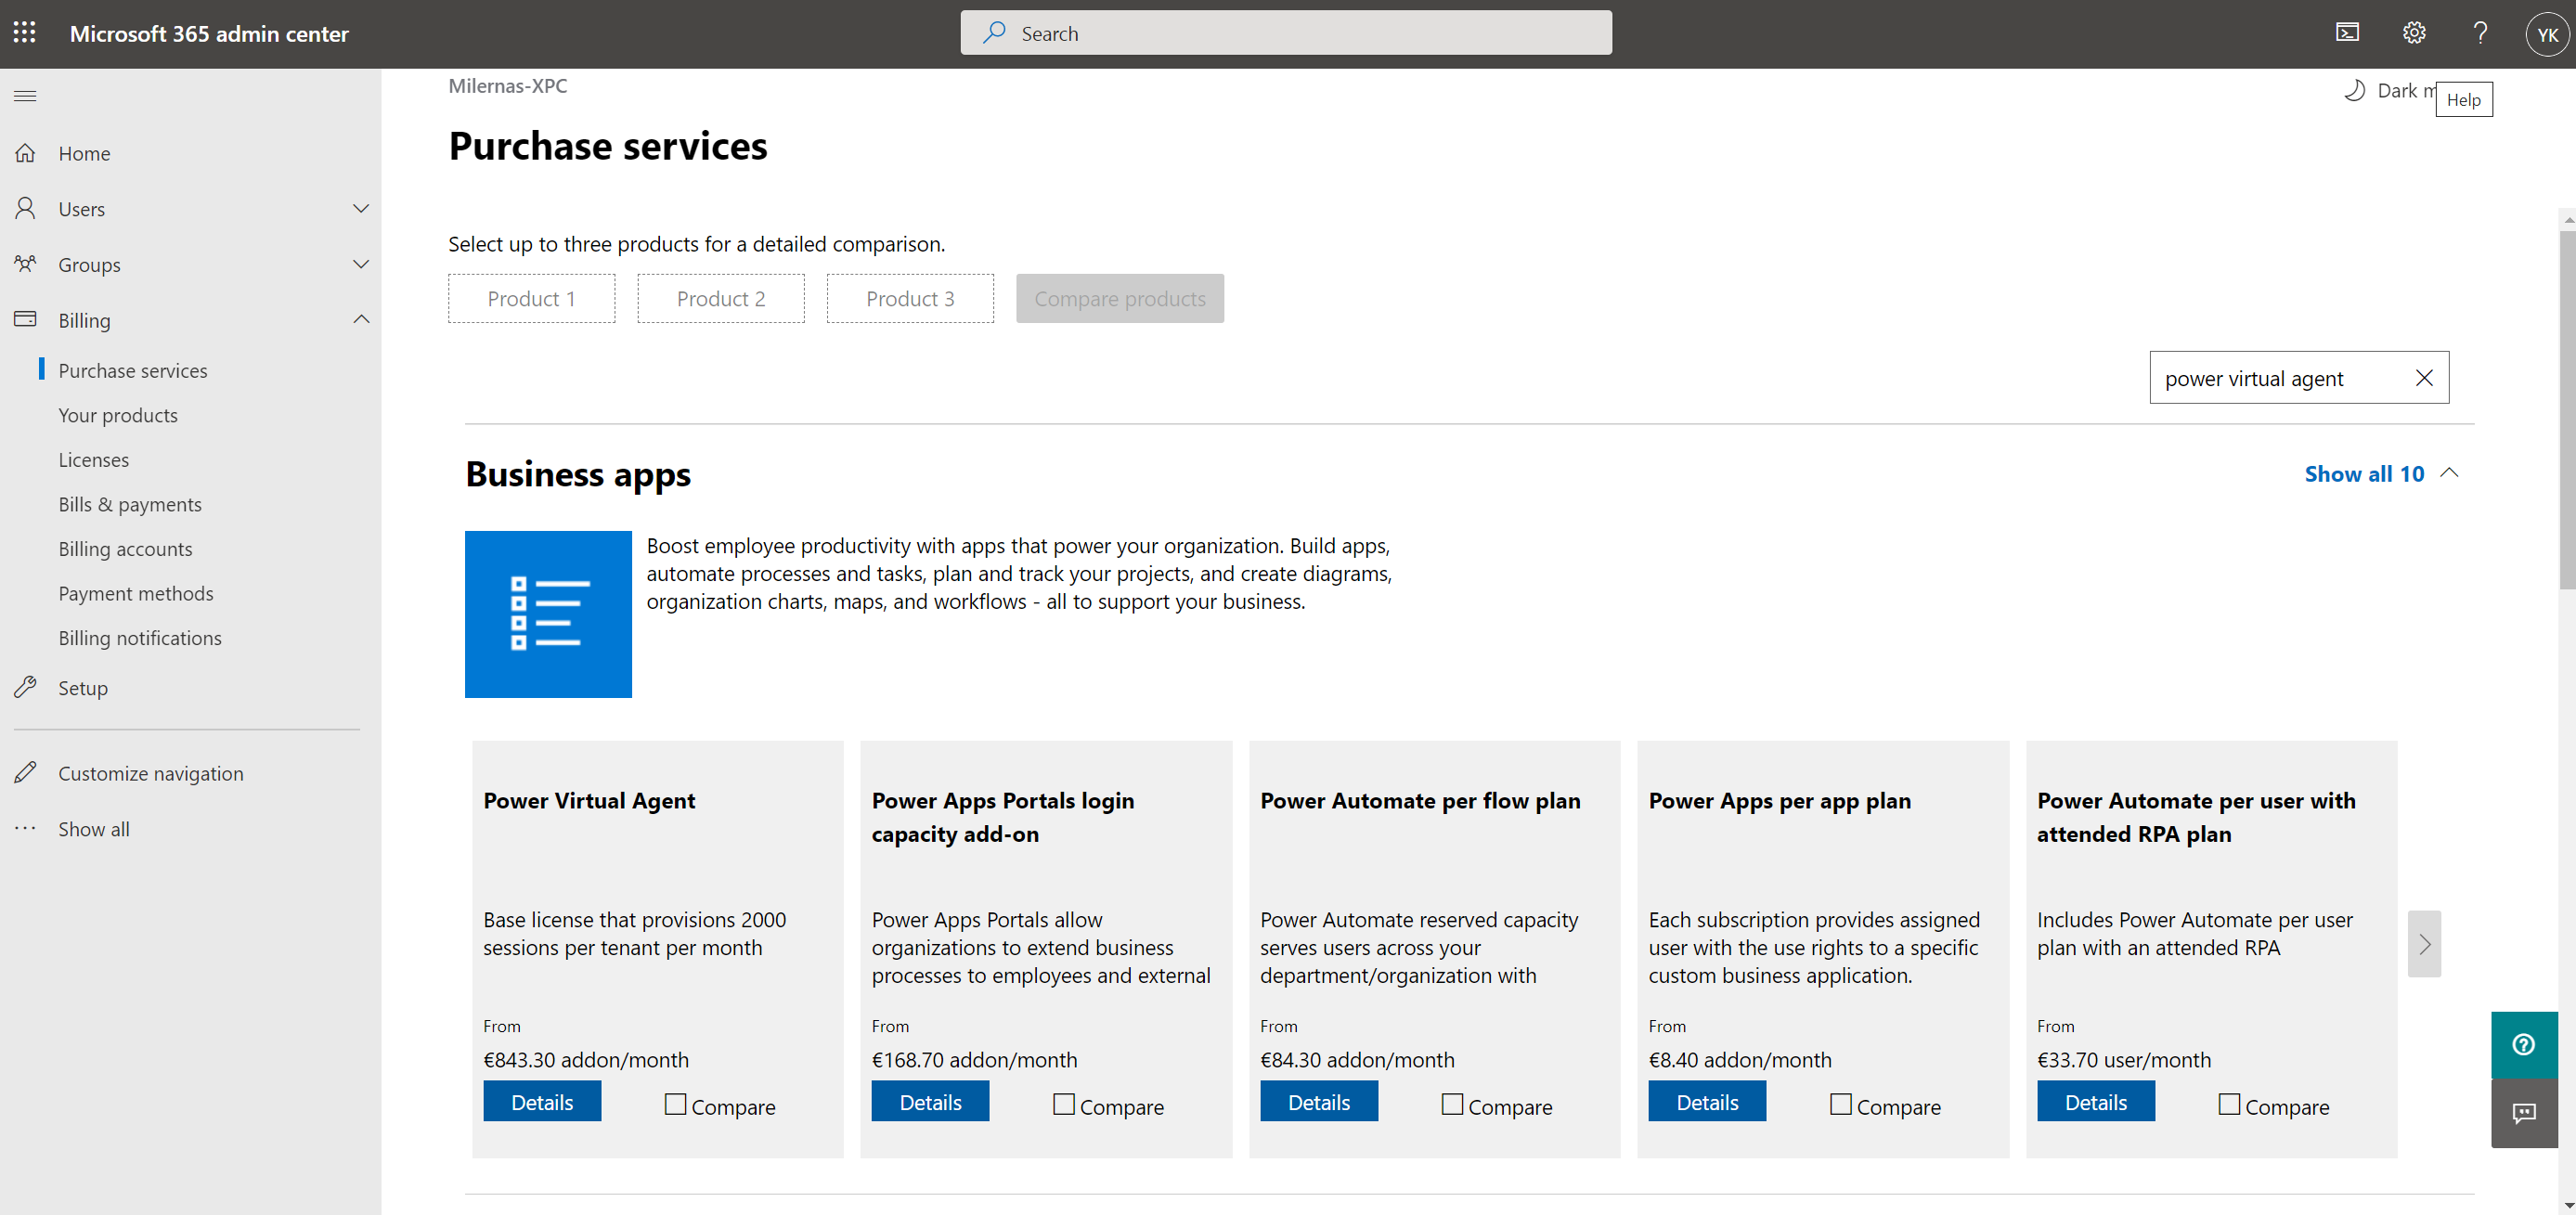 Microsoft 365 admin center
Search
YK
Milernas-XPC
Dark m
Help
Home
Users
Groups
Billing
Purchase services
Your products
Licenses
Bills & payments
Billing accounts
Payment methods
Billing notifications
Setup
Customize navigation
Show all
Purchase services
Select up to three products for a detailed comparison.
Product 1
Product 2
Product 3
Compare products
power virtual agent
Business apps
Show all 10
Boost employee productivity with apps that power your organization. Build apps,
automate processes and tasks, plan and track your projects, and create diagrams,
organization charts, maps, and workflows - all to support your business.
Power Virtual Agent
Base license that provisions 2000
sessions per tenant per month
From
€843.30 addon/month
Details
Compare
Power Apps Portals login
capacity add-on
Power Apps Portals allow
organizations to extend business
processes to employees and external
From
€168.70 addon/month
Details
Compare
Power Automate per flow plan
Power Automate reserved capacity
serves users across your
department/organization with
From
€84.30 addon/month
Details
Compare
Power Apps per app plan
Each subscription provides assigned
user with the use rights to a specific
custom business application.
From
€8.40 addon/month
Details
Compare
Power Automate per user with
attended RPA plan
Includes Power Automate per user
plan with an attended RPA
From
€33.70 user/month
Details
Compare